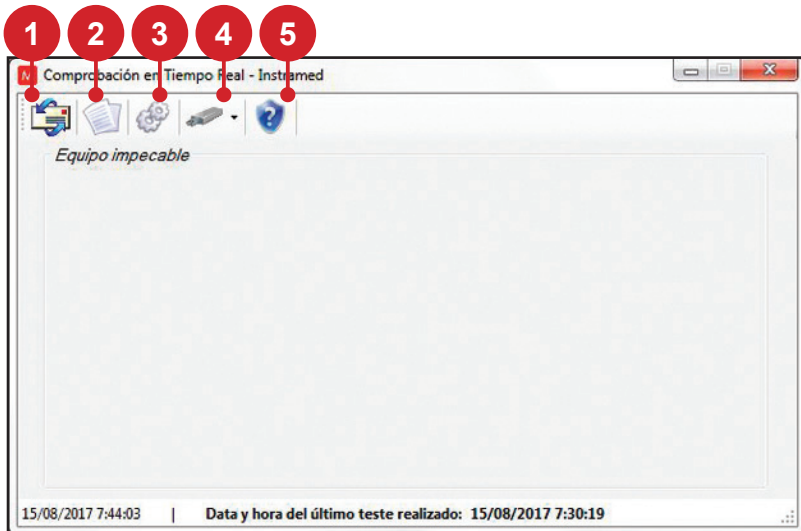 1 2 3 4 5
Comprobación en Tiempo Real - Instramed
Equipo impecable
15/08/2017 7:44:03 | Data y hora del último teste realizado: 15/08/2017 7:30:19